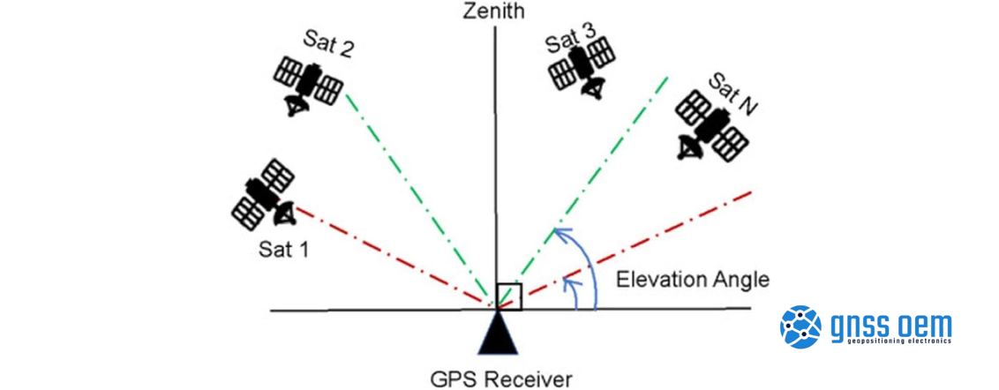 Zenith
Sat 2
Sat 3
Sat N
Sat 1
Elevation Angle
gnss oem
geopositioning electronics
GPS Receiver